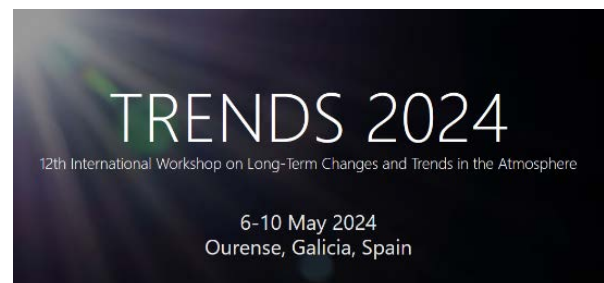 TRENDS 2024
12th International Workshop on Long-Term Changes and Trends in the Atmosphere
6-10 May 2024
Ourense, Galicia, Spain